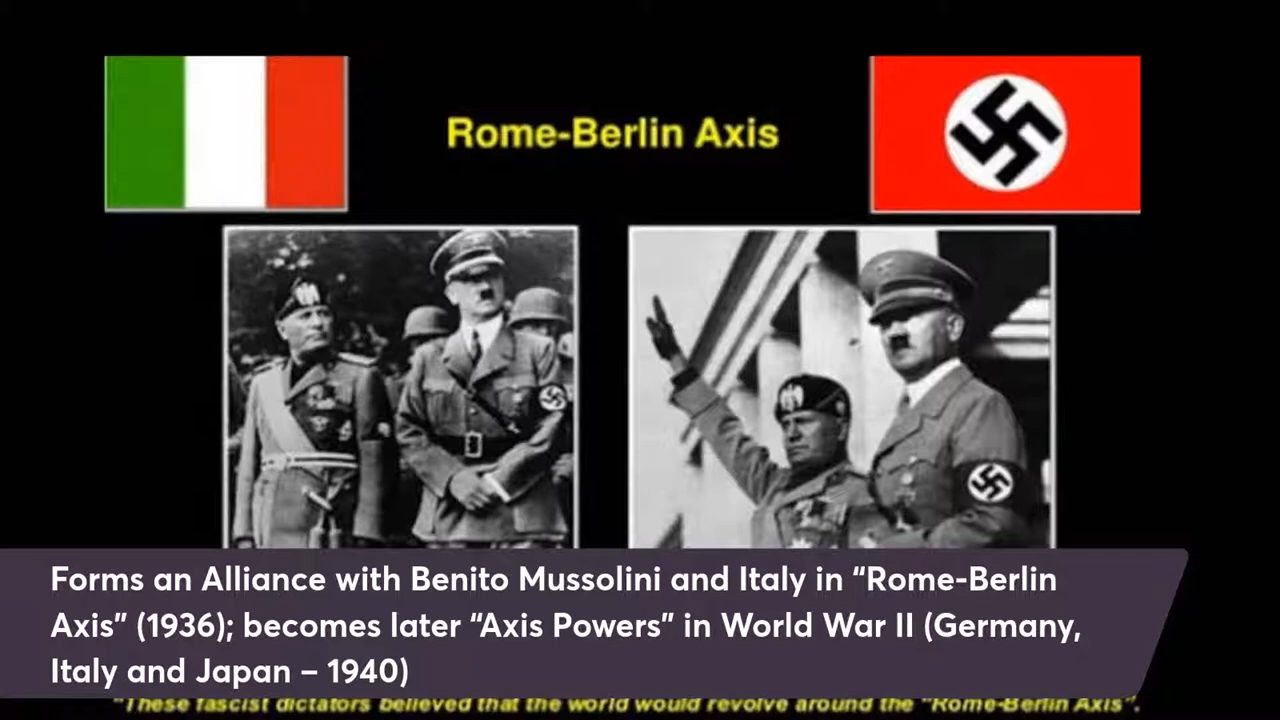 Rome-Berlin Axis
Forms an Alliance with Benito Mussolini and Italy in “Rome-Berlin
Axis” (1936); becomes later “Axis Powers” in World War II (Germany,
Italy and Japan – 1940)
"These fascist dictators believed that the world would revolve around the "Rome-Berlin Axis".